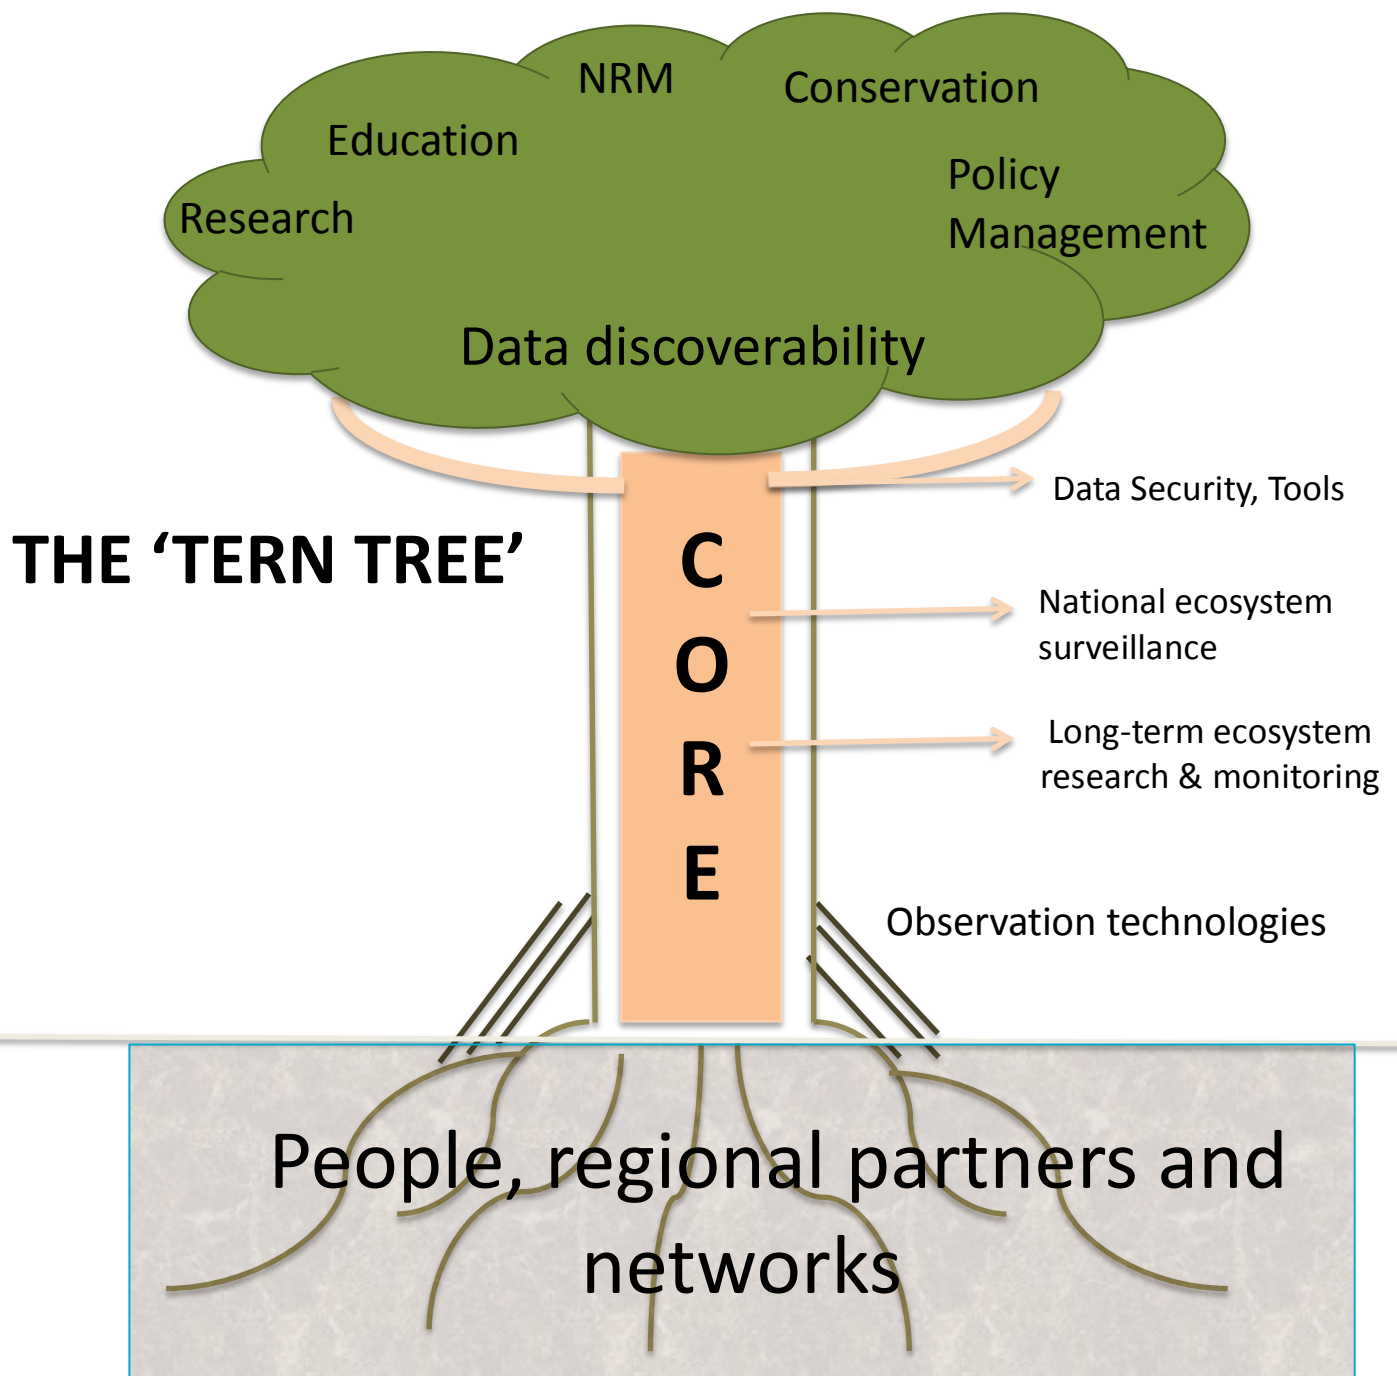 NRM
Conservation
Education
Policy
Management
Research
Data discoverability
Data Security, Tools
THE ‘TERN TREE’
C
O
R
E
National ecosystem
surveillance
Long-term ecosystem
research & monitoring
Observation technologies
People, regional partners and
networks